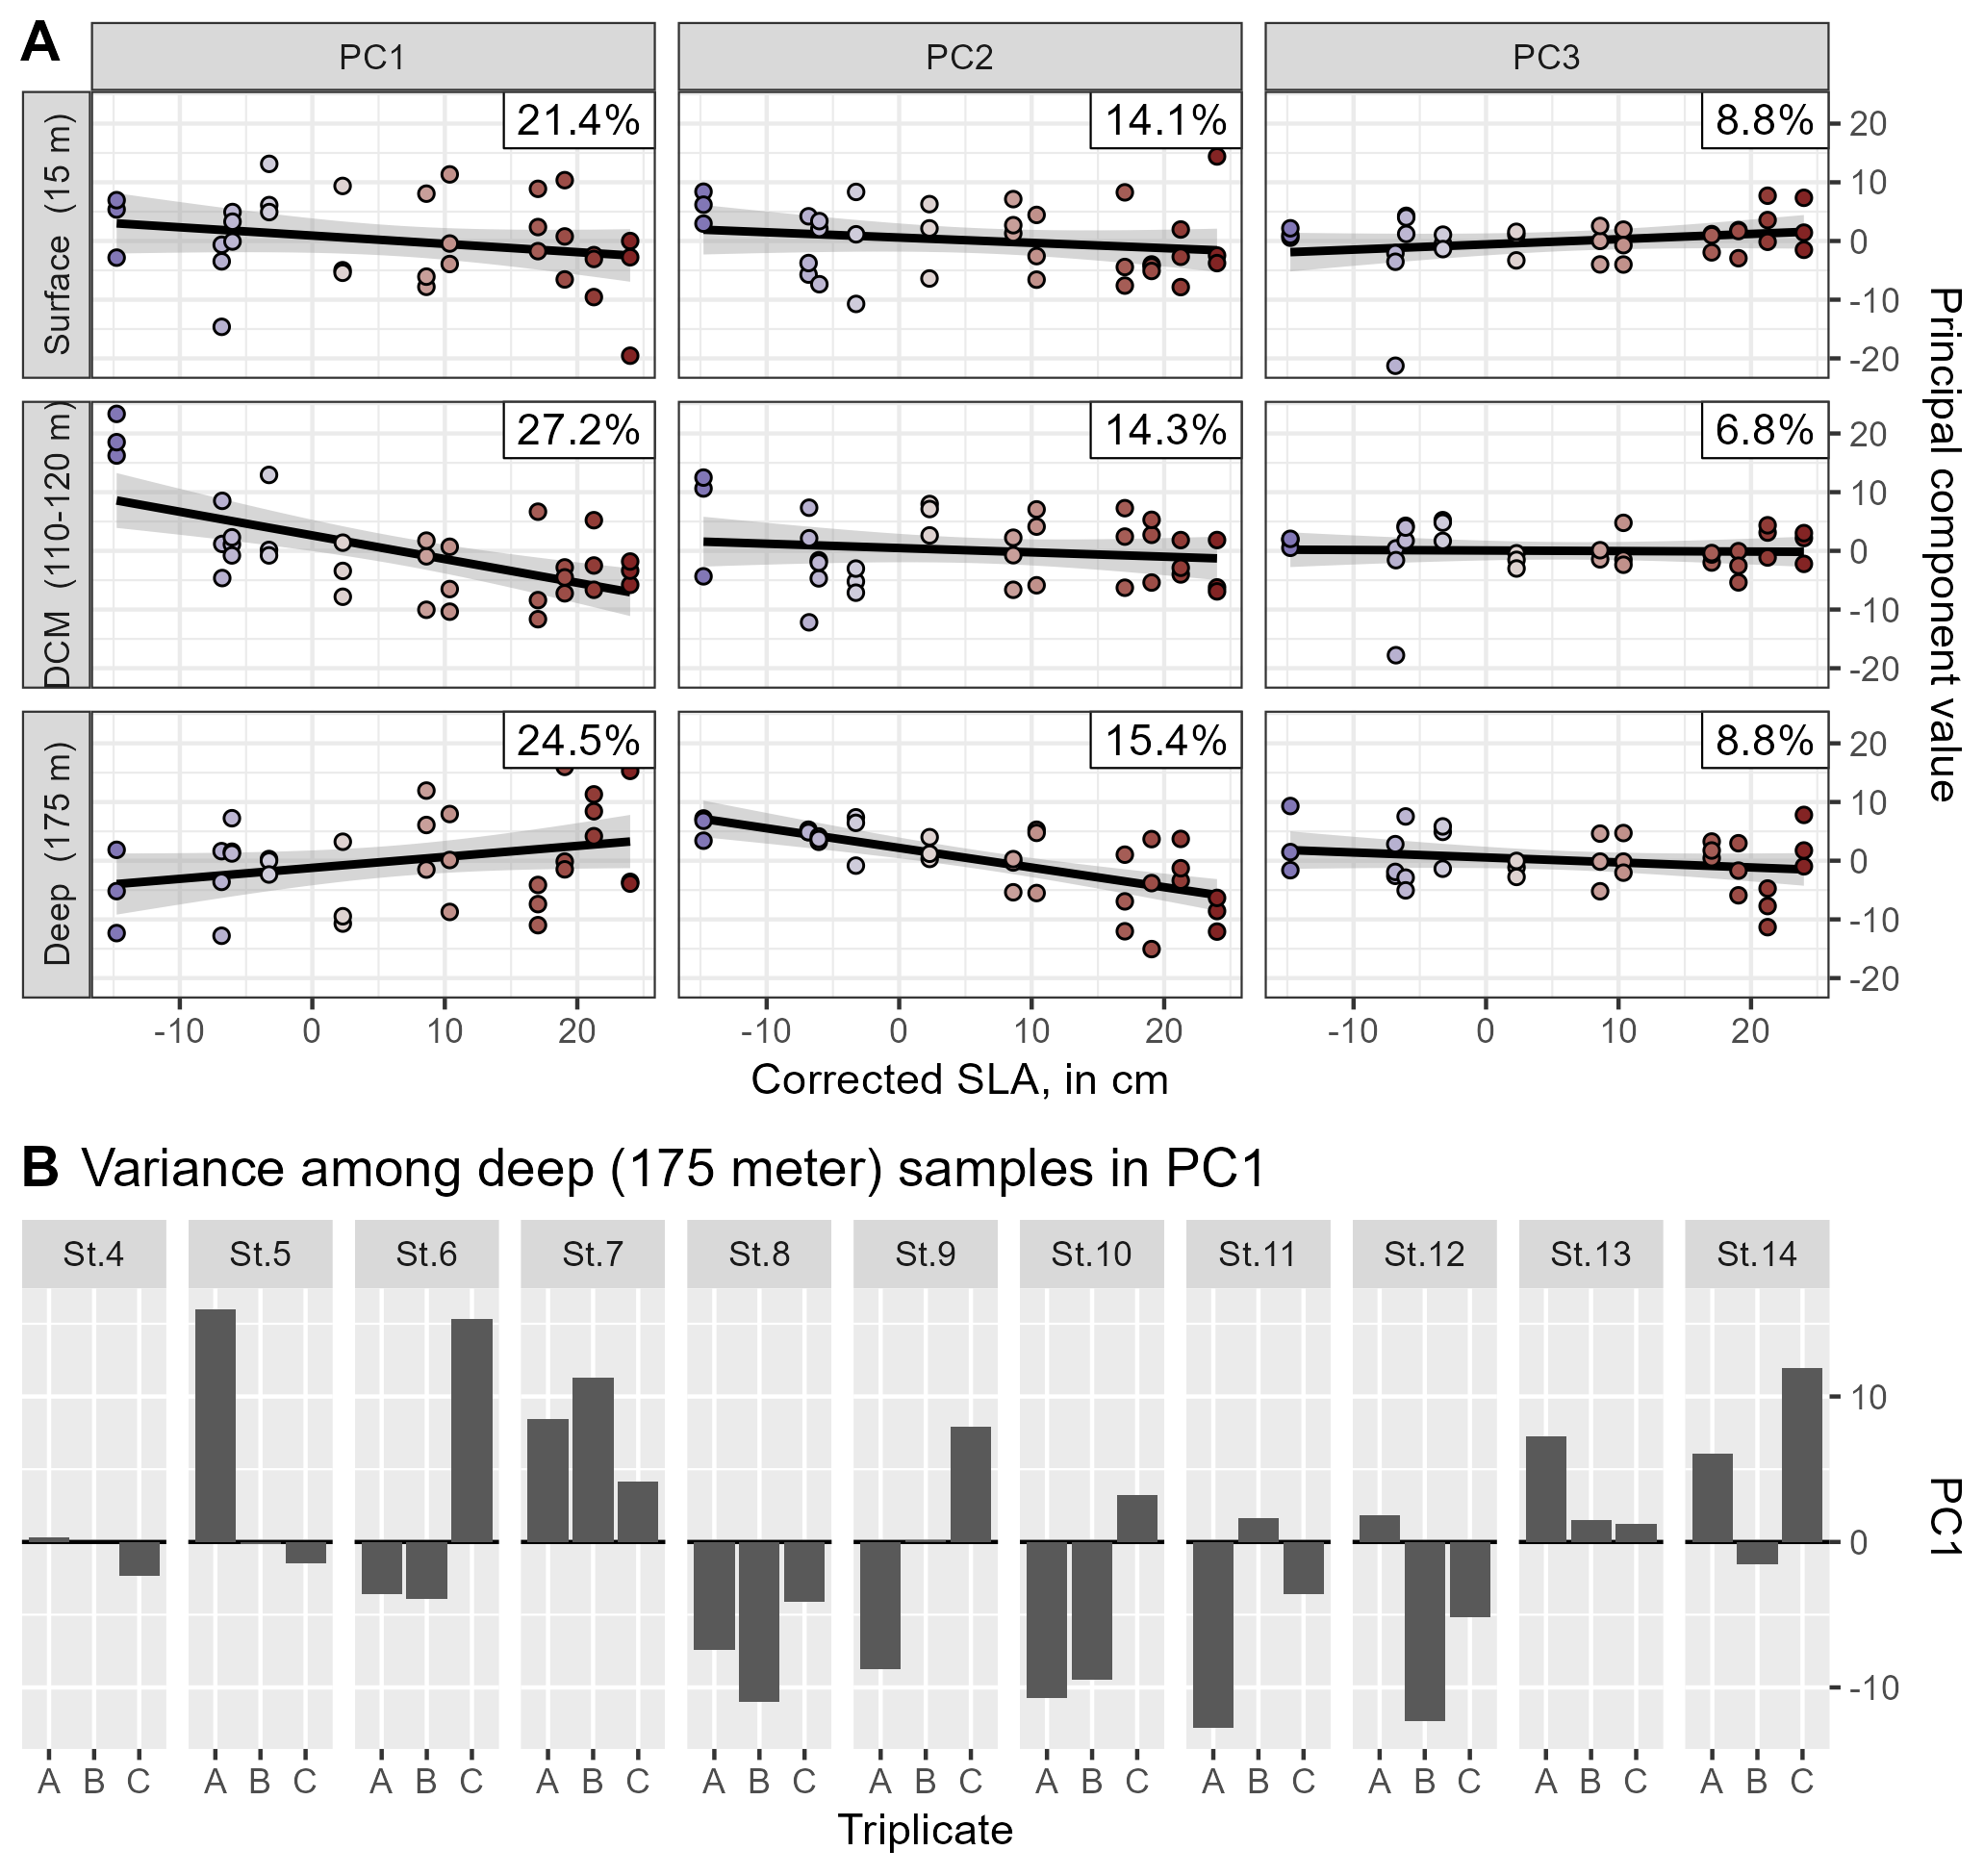 A
PC1 PC2 PC3
Surface (15 m)
21.4% 14.1% 8.8%
20
10
0
-10
-20
DCM (110-120 m)
27.2% 14.3% 6.8%
20
10
0
-10
-20
Deep (175 m)
24.5% 15.4% 8.8%
20
10
0
-10
-20
Principal component value
-10 0 10 20 -10 0 10 20 -10 0 10 20
Corrected SLA, in cm
B Variance among deep (175 meter) samples in PC1
St.4 St.5 St.6 St.7 St.8 St.9 St.10 St.11 St.12 St.13 St.14
10
0
-10
PC1
A B C A B C A B C A B C A B C A B C A B C A B C A B C A B C A B C
Triplicate